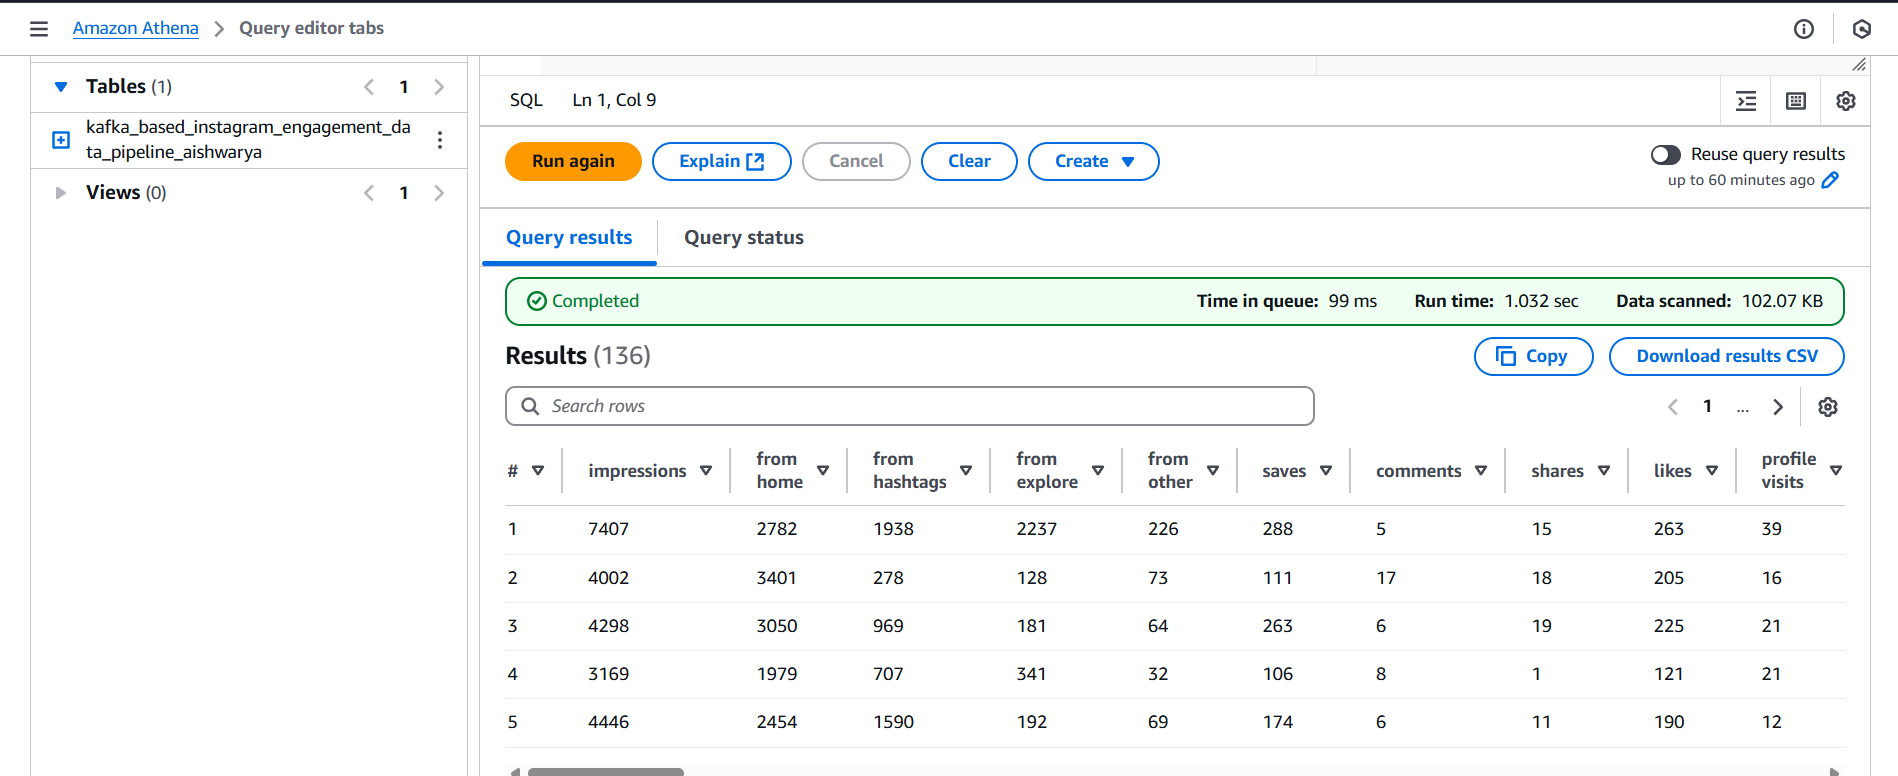 Amazon Athena > Query editor tabs
Tables (1) 1
kafka_based_instagram_engagement_da
ta_pipeline_aishwarya
Views (0) 1
SQL Ln 1, Col 9
Run again Explain Cancel Clear Create
Reuse query results
up to 60 minutes ago
Query results Query status
Completed Time in queue: 99 ms Run time: 1.032 sec Data scanned: 102.07 KB
Results (136) Copy Download results CSV
Search rows 1 ...
# impressions from home from hashtags from explore from other saves comments shares likes profile visits
1 7407 2782 1938 2237 226 288 5 15 263 39
2 4002 3401 278 128 73 111 17 18 205 16
3 4298 3050 969 181 64 263 6 19 225 21
4 3169 1979 707 341 32 106 8 1 121 21
5 4446 2454 1590 192 69 174 6 11 190 12